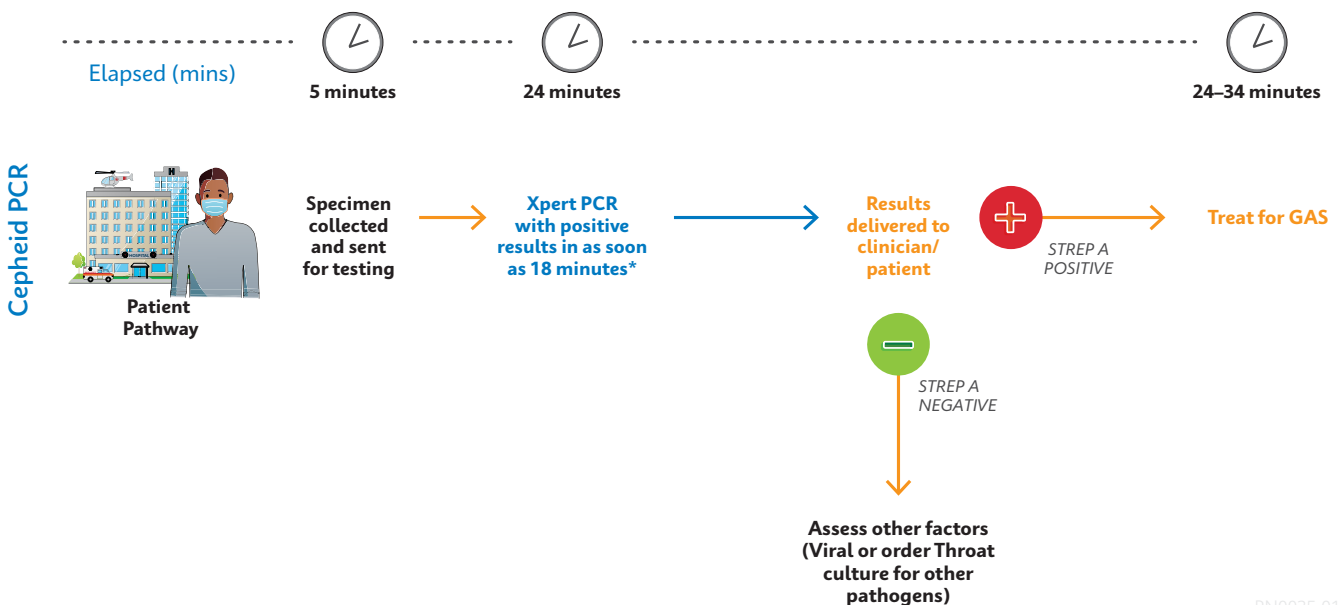 Elapsed (mins)
5 minutes
24 minutes
24–34 minutes
Cepheid PCR
H
HOSPITAL
Patient
Pathway
Specimen
collected
and sent
for testing
Xpert PCR
with positive
results in as soon
as 18 minutes*
Results
delivered to
clinician/
patient
STREP A
POSITIVE
Treat for GAS
STREP A
NEGATIVE
Assess other factors
(Viral or order Throat
culture for other
pathogens)